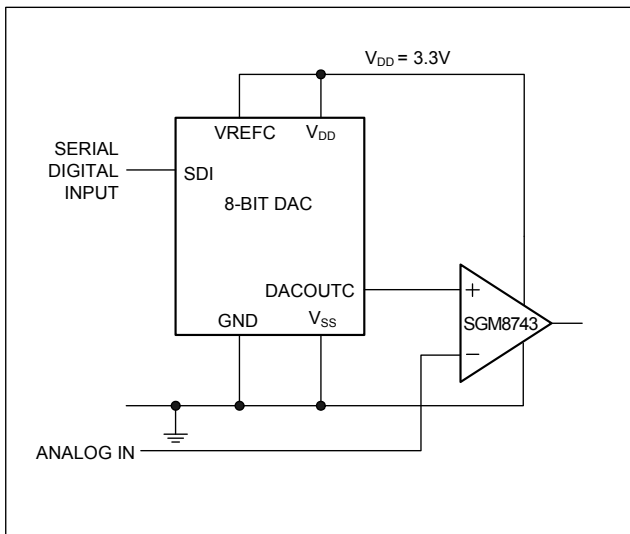 V_DD = 3.3V
VREFC
V_DD
SERIAL
DIGITAL
INPUT
SDI
8-BIT DAC
DACOUTC
+
SGM8743
−
GND
V_SS
ANALOG IN